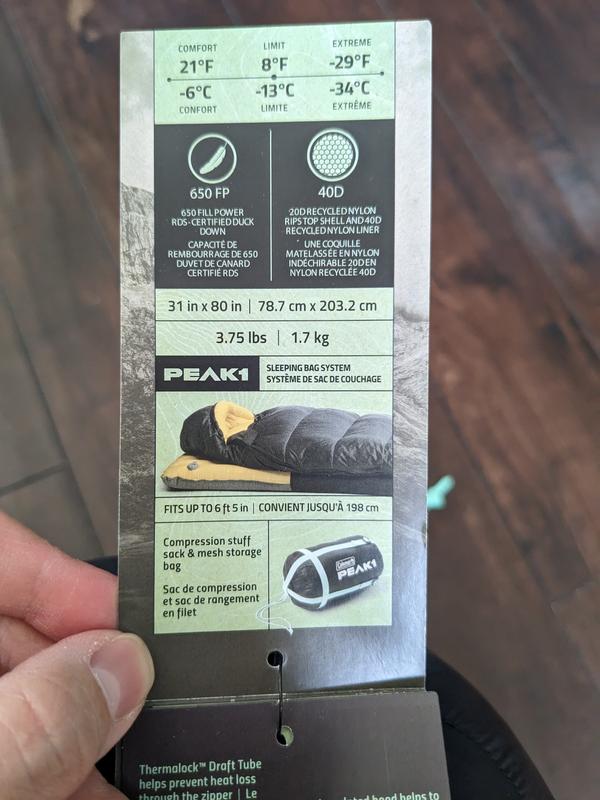 COMFORT LIMIT EXTREME
21°F 8°F -29°F
-6°C -13°C -34°C
CONFORT LIMITE EXTRÊME
650 FP
650 FILL POWER
RDS-CERTIFIED DUCK
DOWN
CAPACITÉ DE
REMBOURRAGE DE 650
DUVET DE CANARD
CERTIFIÉ RDS
40D
20D RECYCLED NYLON
RIPSTOP SHELL AND 40D
RECYCLED NYLON LINER
UNE COQUILLE
MATELASSÉE EN NYLON
INDÉCHIRABLE 20D EN
NYLON RECYCLÉE 40D
31 in x 80 in | 78.7 cm x 203.2 cm
3.75 lbs | 1.7 kg
PEAK1
SLEEPING BAG SYSTEM
SYSTÈME DE SAC DE COUCHAGE
FITS UP TO 6 ft 5 in | CONVIENT JUSQU'À 198 cm
Compression stuff
sack & mesh storage
bag
Sac de compression
et sac de rangement
en filet
Coleman
PEAK1
Thermalock™ Draft Tube
helps prevent heat loss
through the zipper | Le
hood helps to